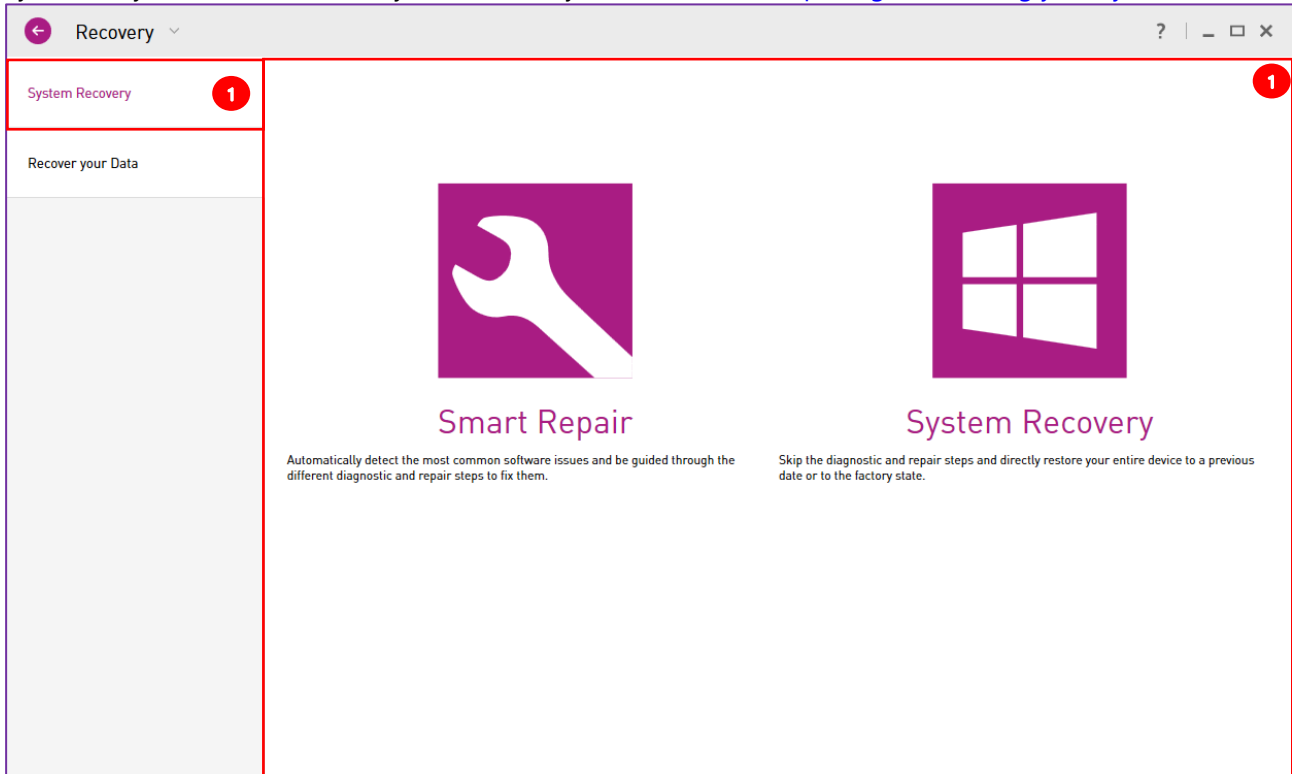 Recovery
?
System Recovery
1
1
Recover your Data
Smart Repair
System Recovery
Automatically detect the most common software issues and be guided through the
different diagnostic and repair steps to fix them.
Skip the diagnostic and repair steps and directly restore your entire device to a previous
date or to the factory state.